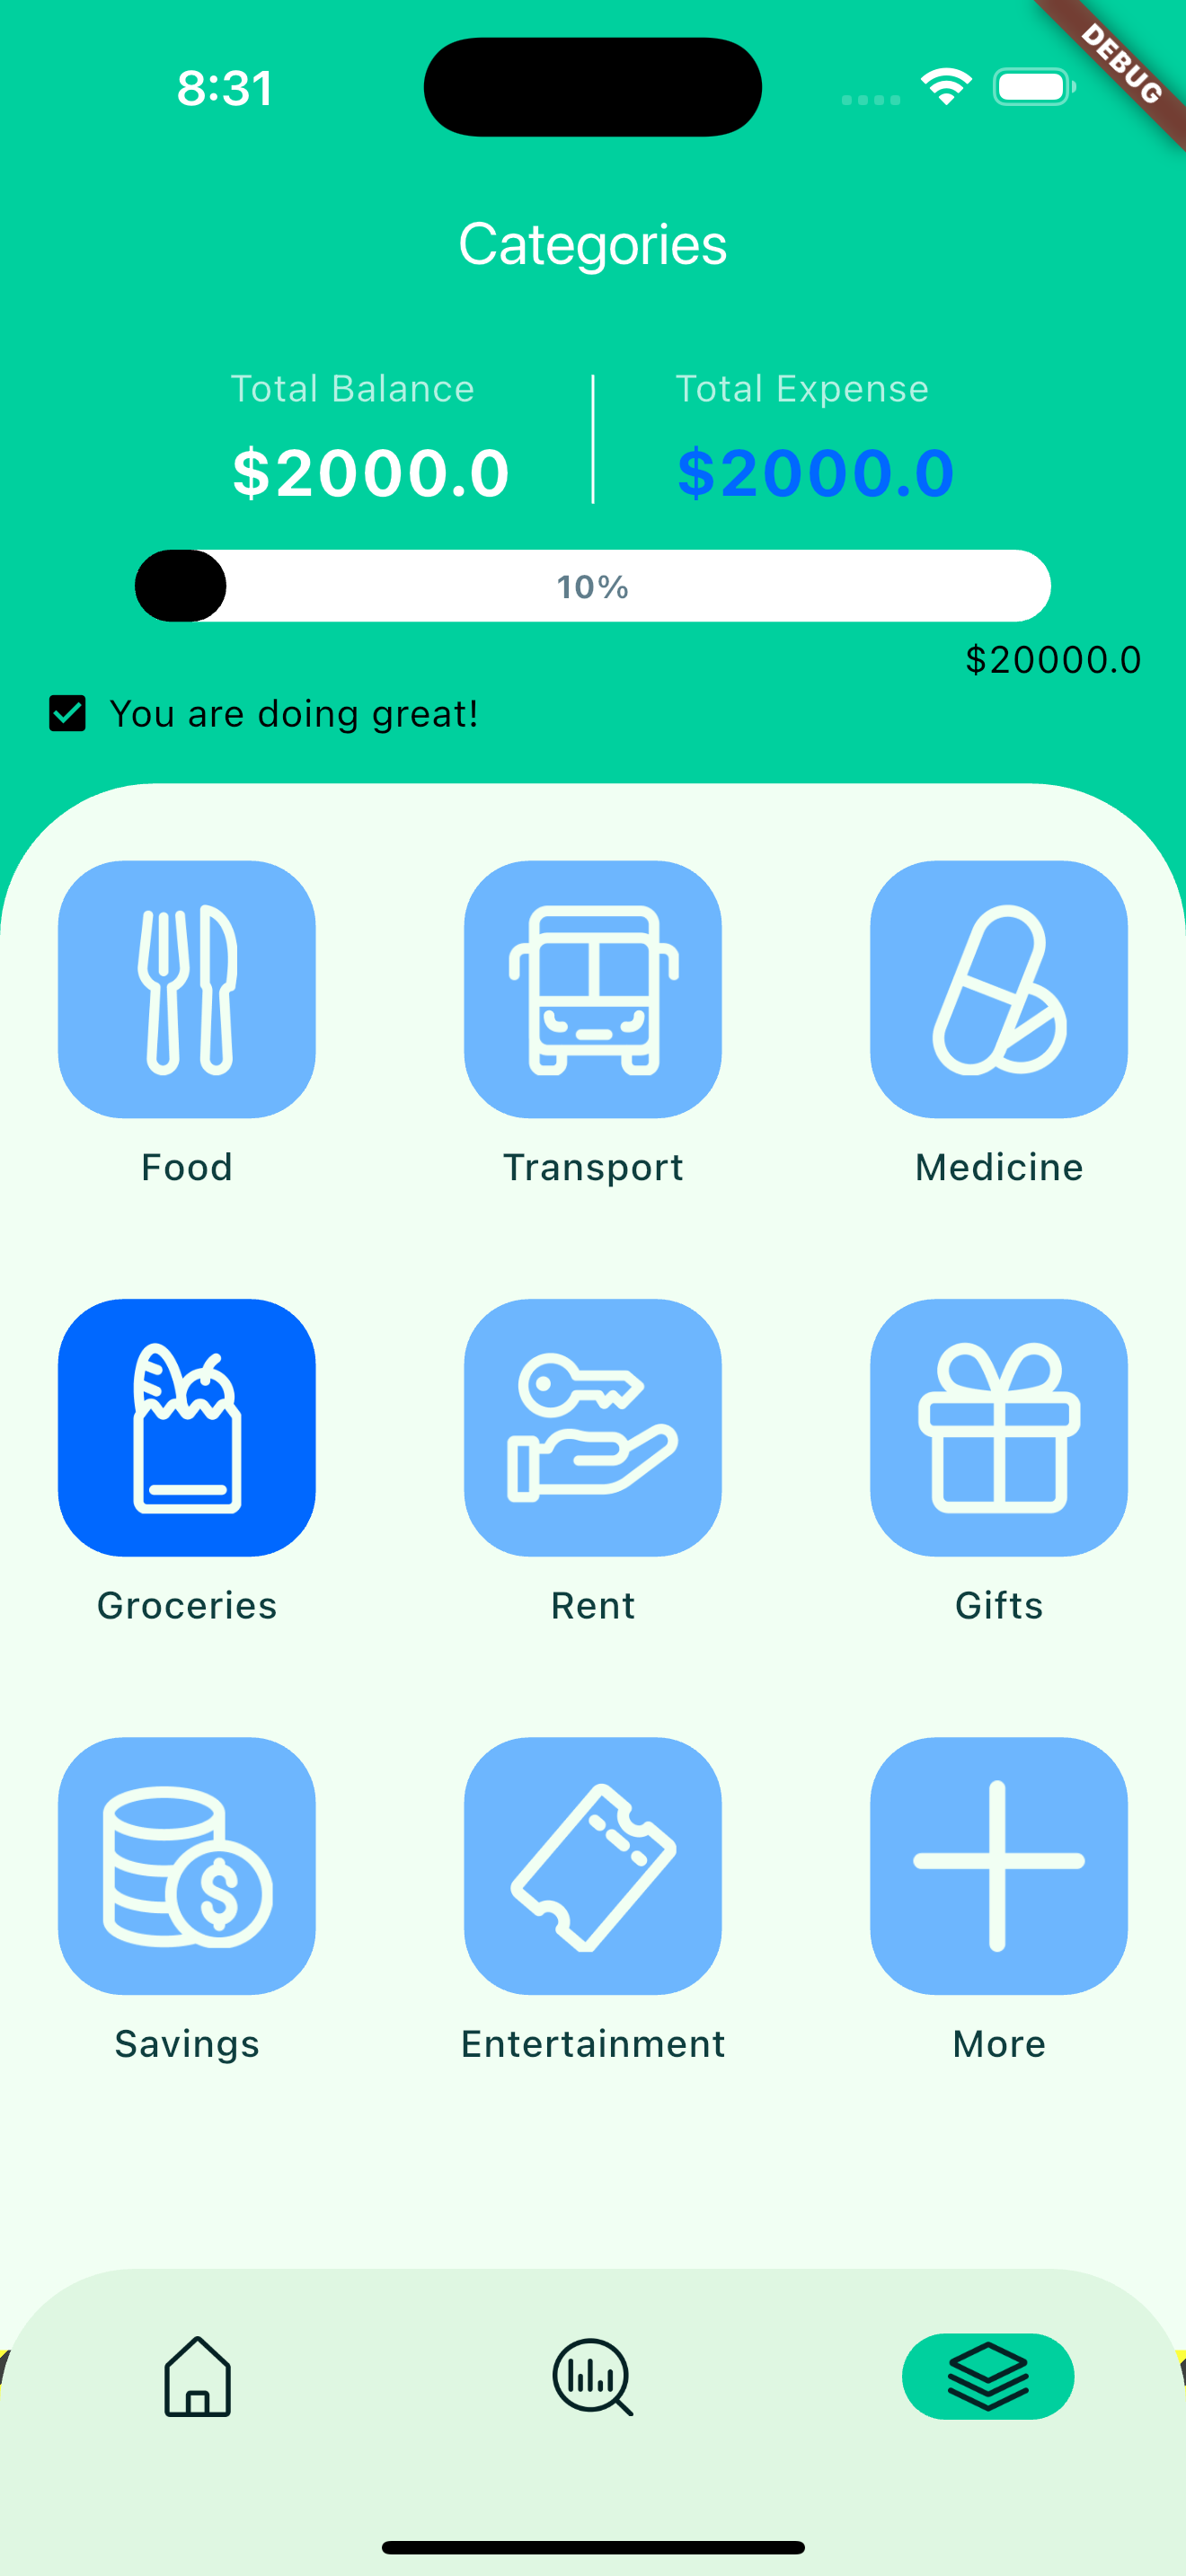 8:31
DEBUG
Categories
Total Balance
Total Expense
$2000.0
$2000.0
10%
$20000.0
You are doing great!
Food
Transport
Medicine
Groceries
Rent
Gifts
$
Savings
Entertainment
More